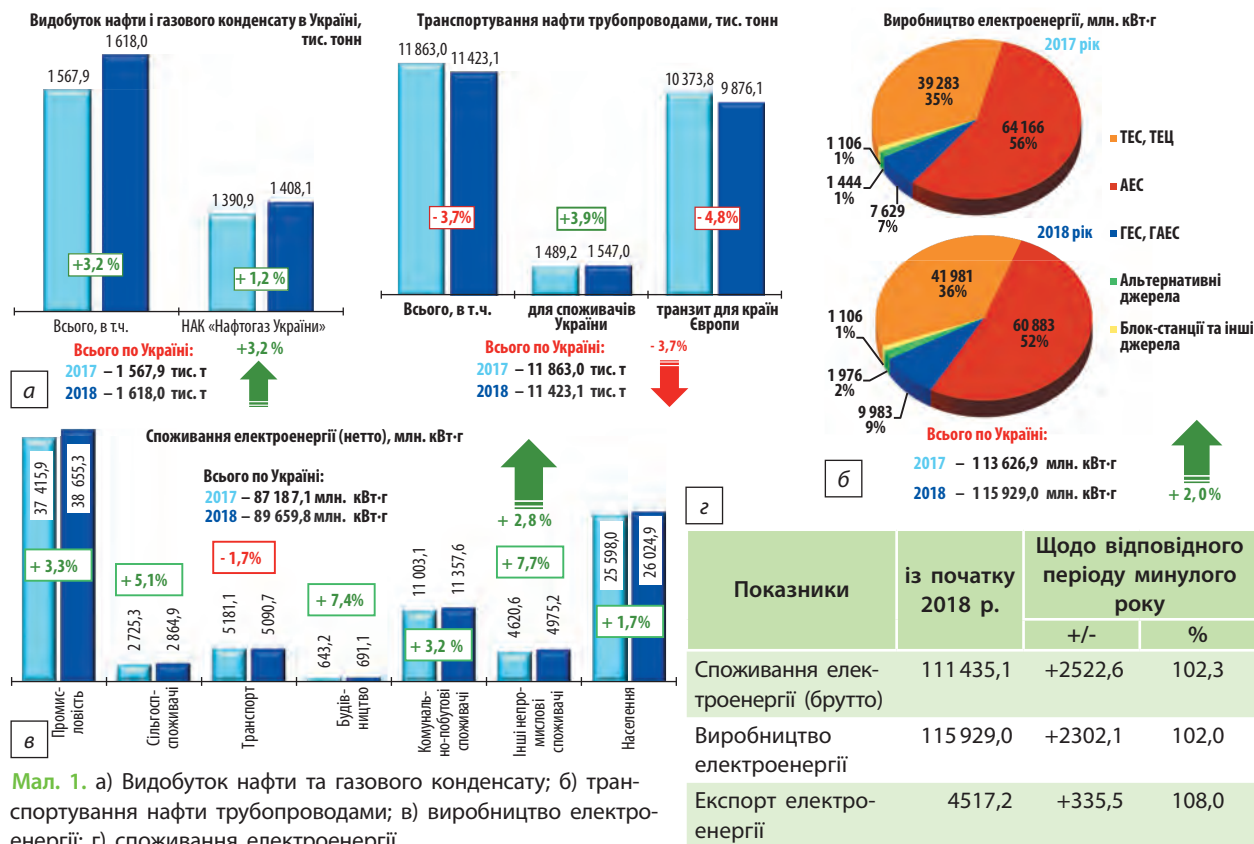 Видобуток нафти і газового конденсату в Україні,
тис. тонн
1 567,9
1 618,0
+3,2 %
1 390,9
1 408,1
+ 1,2 %
Всього, в т.ч.
НАК «Нафтогаз України»
Всього по Україні:
2017 – 1 567,9 тис. т
2018 – 1 618,0 тис. т
+3,2 %
а
Транспортування нафти трубопроводами, тис. тонн
11 863,0
11 423,1
- 3,7%
1 489,2
1 547,0
+3,9%
10 373,8
9 876,1
- 4,8%
Всього, в т.ч.
для споживачів
України
транзит для країн
Європи
Всього по Україні:
2017 – 11 863,0 тис. т
2018 – 11 423,1 тис. т
- 3,7%
Виробництво електроенергії, млн. кВт·г
2017 рік
39 283
35%
64 166
56%
1 106
1%
1 444
1%
7 629
7%
2018 рік
41 981
36%
60 883
52%
1 106
1%
1 976
2%
9 983
9%
ТЕС, ТЕЦ
АЕС
ГЕС, ГАЕС
Альтернативні
джерела
Блок-станції та інші
джерела
Всього по Україні:
2017 – 113 626,9 млн. кВт·г
2018 – 115 929,0 млн. кВт·г
+ 2,0%
б
Споживання електроенергії (нетто), млн. кВт·г
Всього по Україні:
2017 – 87 187,1 млн. кВт·г
2018 – 89 659,8 млн. кВт·г
+ 2,8%
37 415,9
38 655,3
+ 3,3%
2 725,3
2 864,9
+ 5,1%
5 181,1
5 090,7
- 1,7%
643,2
691,1
+ 7,4%
11 003,1
11 357,6
+ 3,2 %
4 620,6
4 975,2
+ 7,7%
25 598,0
26 024,9
+ 1,7%
Промис-
ловість
Сільгосп-
споживачі
Транспорт
Будів-
ництво
Комуналь-
но-побутові
споживачі
Інші непро-
мислові
споживачі
Населення
в
г
Показники
із початку
2018 р.
Щодо відповідного
періоду минулого
року
+/-
%
Споживання елек-
троенергії (брутто)
111 435,1
+2522,6
102,3
Виробництво
електроенергії
115 929,0
+2302,1
102,0
Експорт електро-
енергії
4517,2
+335,5
108,0
Мал. 1. а) Видобуток нафти та газового конденсату; б) тран-
спортування нафти трубопроводами; в) виробництво електро-
енергії; г) споживання електроенергії